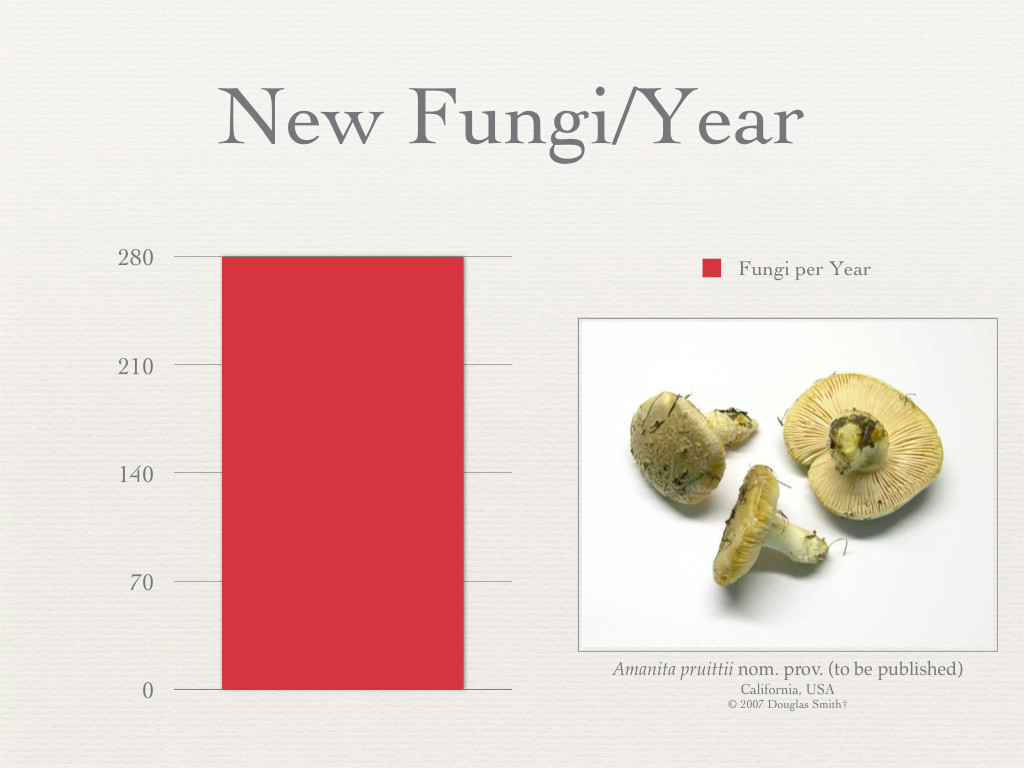 New Fungi/Year
280
210
140
70
0
Fungi per Year
Amanita pruittii nom. prov. (to be published)
California, USA
© 2007 Douglas Smith†